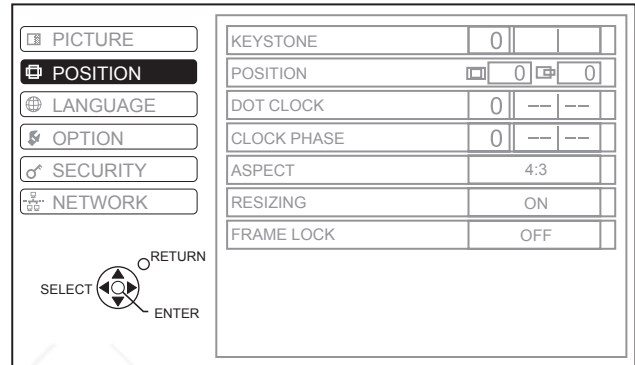 PICTURE
POSITION
LANGUAGE
OPTION
SECURITY
NETWORK
RETURN
SELECT
ENTER
KEYSTONE 0
POSITION 0 0
DOT CLOCK 0 -- --
CLOCK PHASE 0 -- --
ASPECT 4:3
RESIZING ON
FRAME LOCK OFF